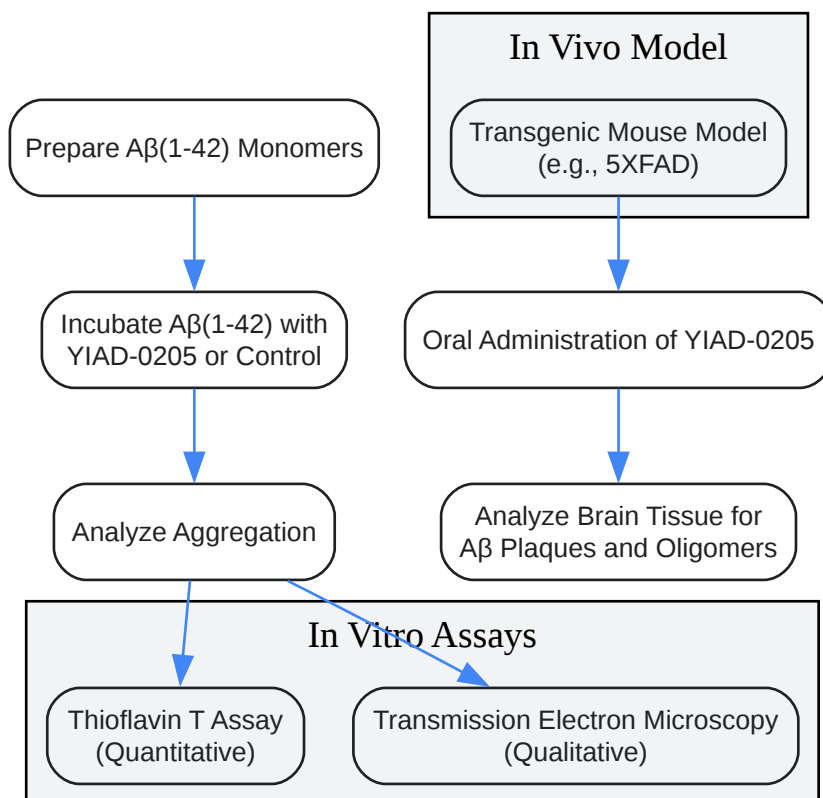 In Vivo Model
Prepare Aβ(1-42) Monomers
Transgenic Mouse Model
(e.g., 5XFAD)
Incubate Aβ(1-42) with
YIAD-0205 or Control
Oral Administration of YIAD-0205
Analyze Aggregation
Analyze Brain Tissue for
Aβ Plaques and Oligomers
In Vitro Assays
Thioflavin T Assay
(Quantitative)
Transmission Electron Microscopy
(Qualitative)